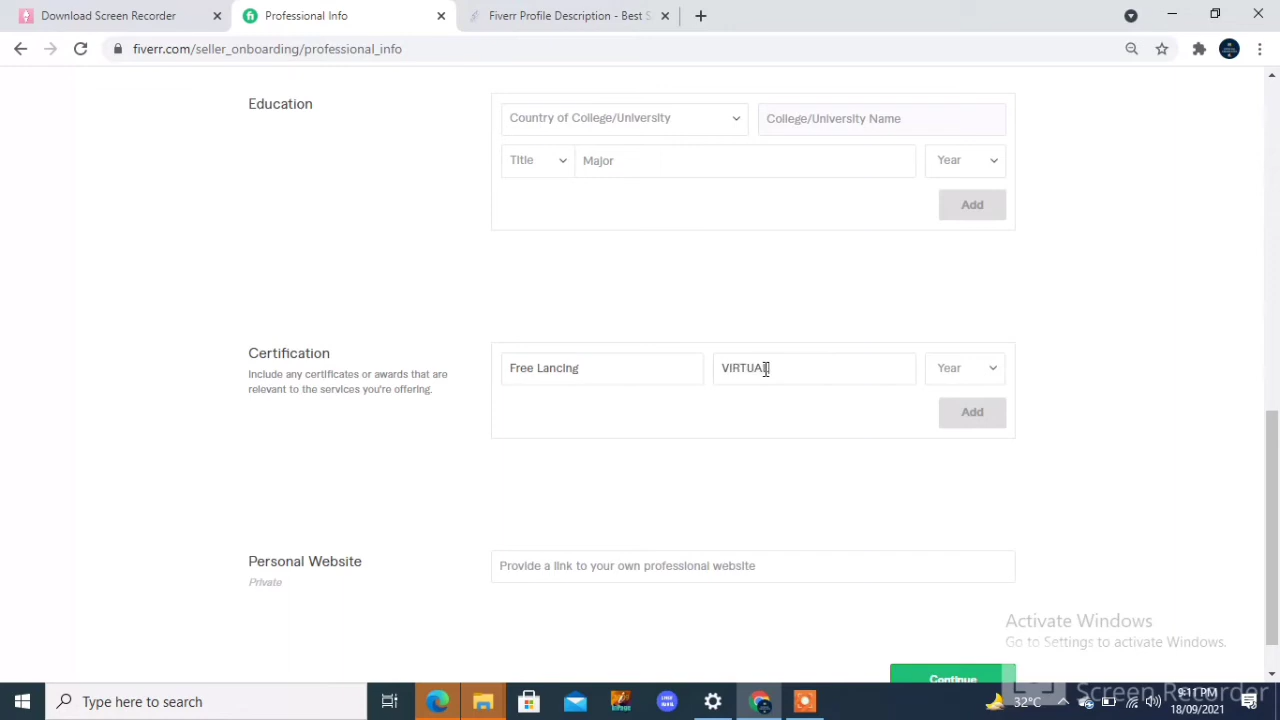 Download Screen Recorder
Professional Info
Fiverr Profile Description - Best S
fiverr.com/seller_onboarding/professional_info
Education
Country of College/University
College/University Name
Title
Major
Year
Add
Certification
Include any certificates or awards that are
relevant to the services you're offering.
Free Lancing
VIRTUAL
Year
Add
Personal Website
Private
Provide a link to your own professional website
Activate Windows
Go to Settings to activate Windows.
Continue
Screen Recorder
Type here to search
32°C
9:11 PM
18/09/2021